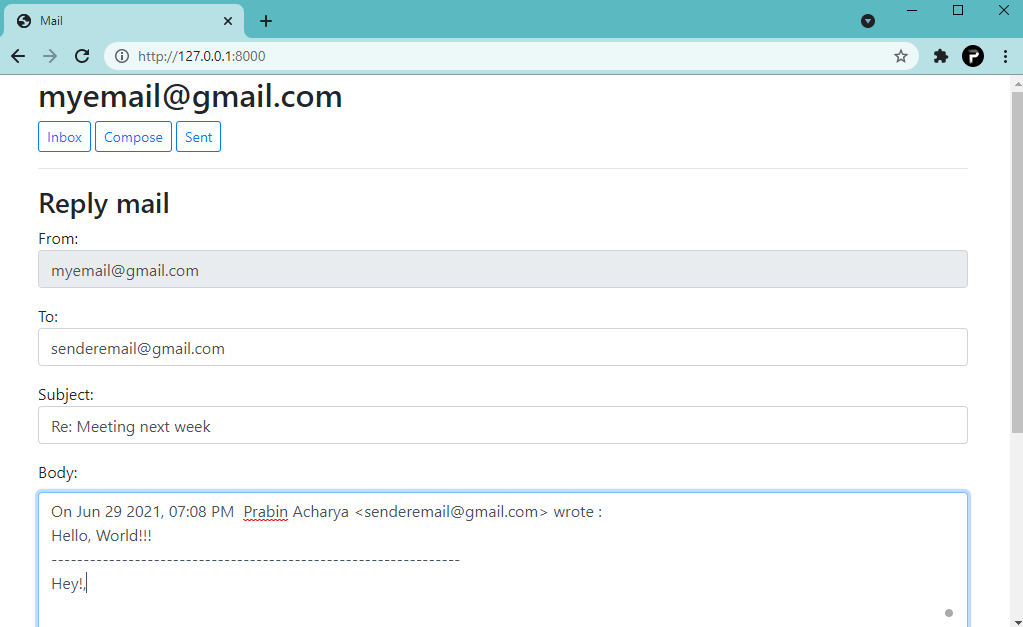 Mail
http://127.0.0.1:8000
myemail@gmail.com
Inbox Compose Sent
Reply mail
From:
myemail@gmail.com
To:
senderemail@gmail.com
Subject:
Re: Meeting next week
Body:
On Jun 29 2021, 07:08 PM  Prabin Acharya <senderemail@gmail.com> wrote :
Hello, World!!!
----------------------------------------------------------------
Hey!,